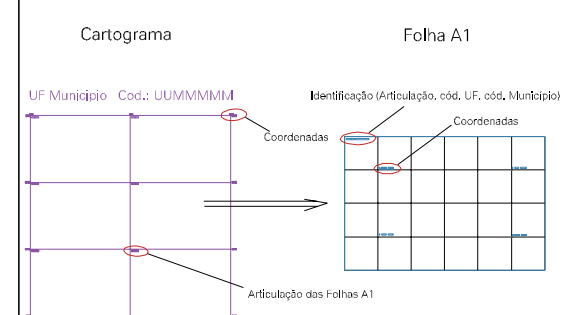 Cartograma
Folha A1
UF Município Cod.: UUMMMMM
Identificação (Articulação, cód. UF, cód. Município)
Coordenadas
Coordenadas
Articulação das Folhas A1